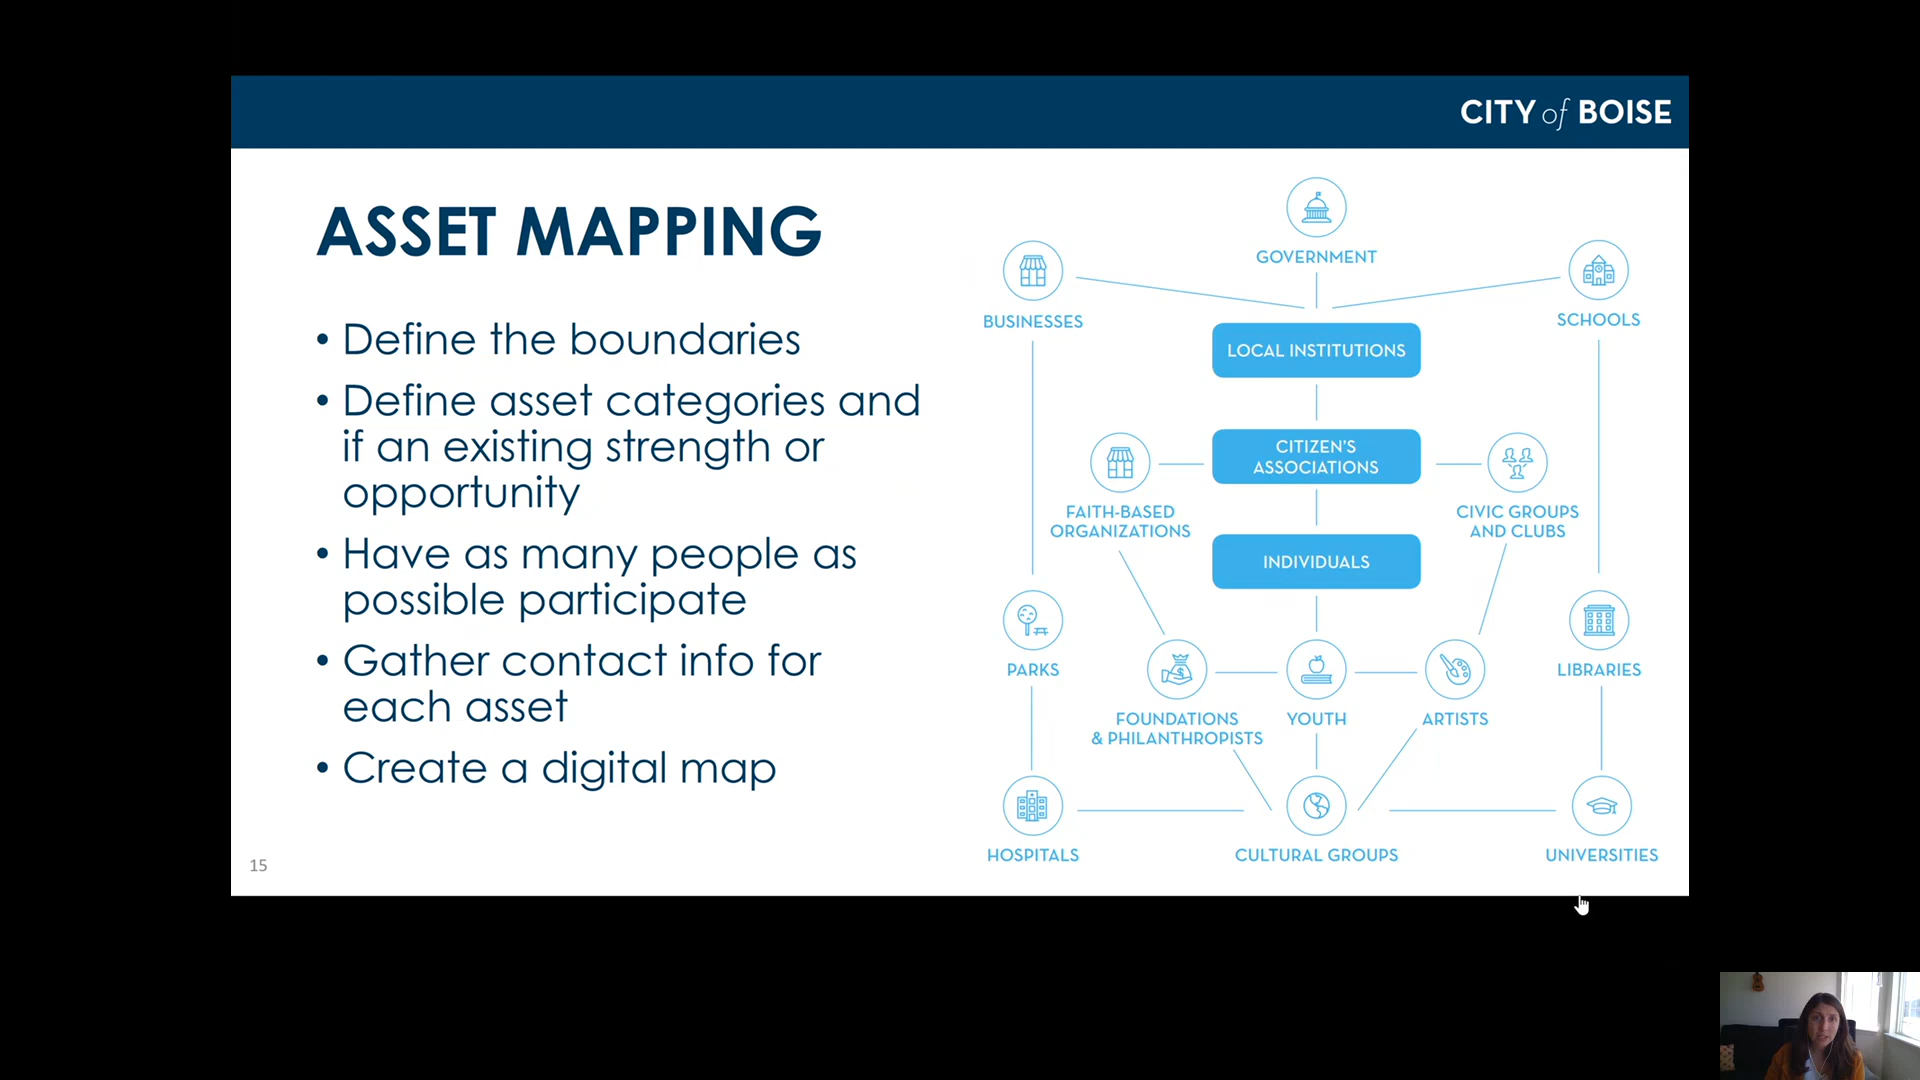 CITY of BOISE
ASSET MAPPING
• Define the boundaries
• Define asset categories and
if an existing strength or
opportunity
• Have as many people as
possible participate
• Gather contact info for
each asset
• Create a digital map
15
GOVERNMENT
BUSINESSES
SCHOOLS
LOCAL INSTITUTIONS
CITIZEN'S
ASSOCIATIONS
FAITH-BASED
ORGANIZATIONS
CIVIC GROUPS
AND CLUBS
INDIVIDUALS
PARKS
LIBRARIES
FOUNDATIONS
& PHILANTHROPISTS
YOUTH
ARTISTS
HOSPITALS
CULTURAL GROUPS
UNIVERSITIES